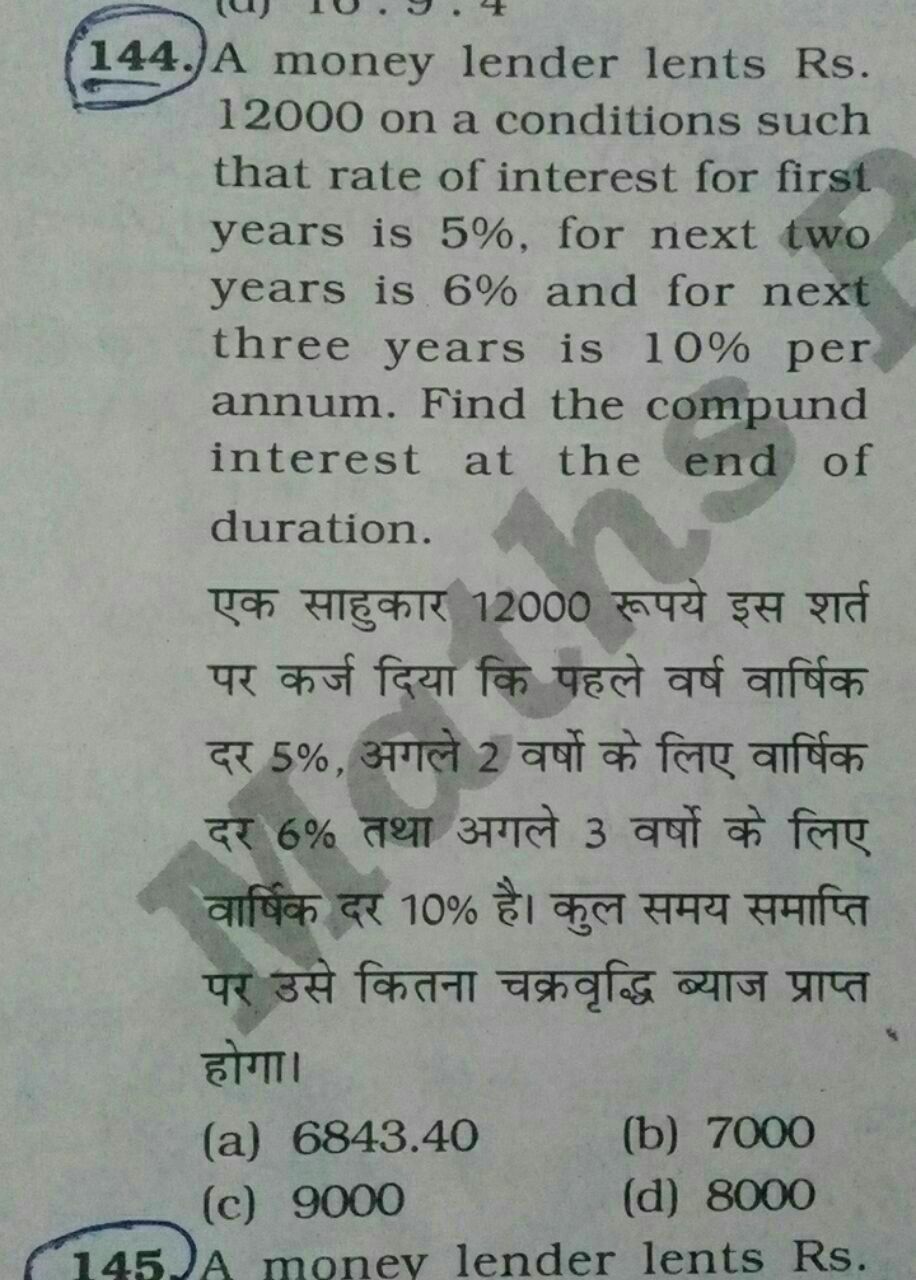 (d) 10 : 9 : 4
144. A money lender lents Rs.
12000 on a conditions such
that rate of interest for first
years is 5%, for next two
years is 6% and for next
three years is 10% per
annum. Find the compund
interest at the end of
duration.
एक साहुकार 12000 रूपये इस शर्त
पर कर्ज दिया कि पहले वर्ष वार्षिक
दर 5%, अगले 2 वर्षो के लिए वार्षिक
दर 6% तथा अगले 3 वर्षो के लिए
वार्षिक दर 10% है। कुल समय समाप्ति
पर उसे कितना चक्रवृद्धि ब्याज प्राप्त
होगा।
(a) 6843.40 (b) 7000
(c) 9000 (d) 8000
145. A money lender lents Rs.
Maths